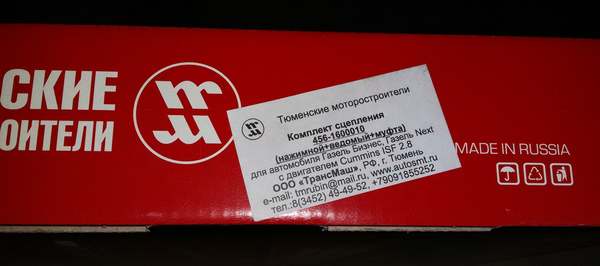 СКИЕ
ОИТЕЛИ
Тюменские моторостроители
Комплект сцепления
456-1600010
(нажимной+ведомый+муфта)
для автомобиля Газель Бизнес, Газель Next
с двигателем Cummins ISF 2.8
ООО «ТрансМаш», РФ, г. Тюмень
e-mail: tmrubin@mail.ru, www.autosmt.ru
тел.:8(3452) 49-49-52, +79091855252
MADE IN RUSSIA